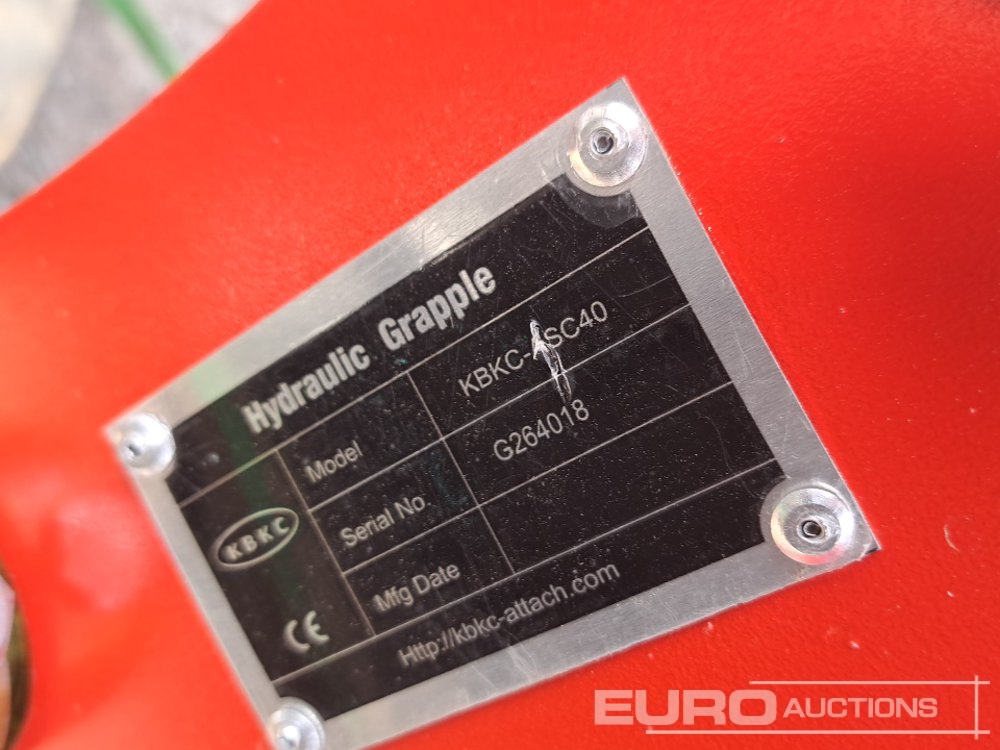 Hydraulic Grapple
Model
KBKC- SC40
Serial No.
G264018
Mfg Date
KBKC
CE
Http://kbkc-attach.com
EURO AUCTIONS